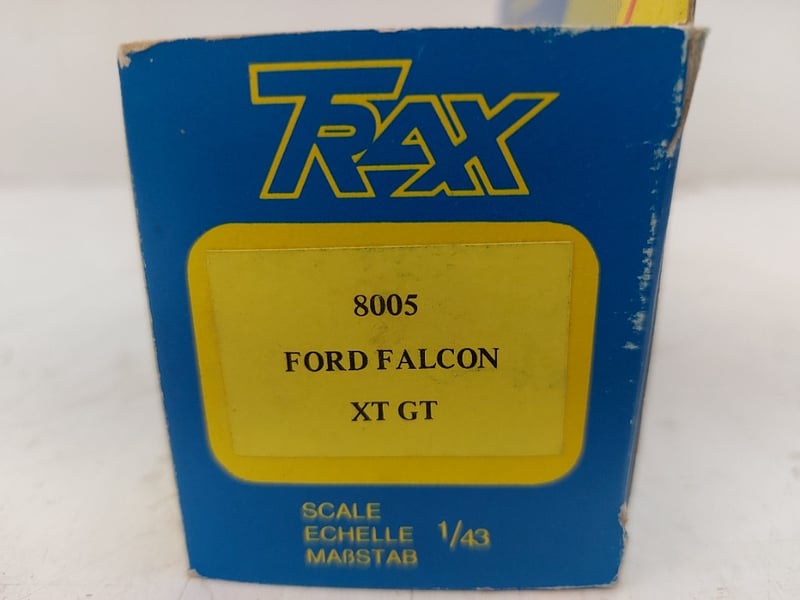 TRAX
8005
FORD FALCON
XT GT
SCALE
ECHELLE 1/43
MAßSTAB